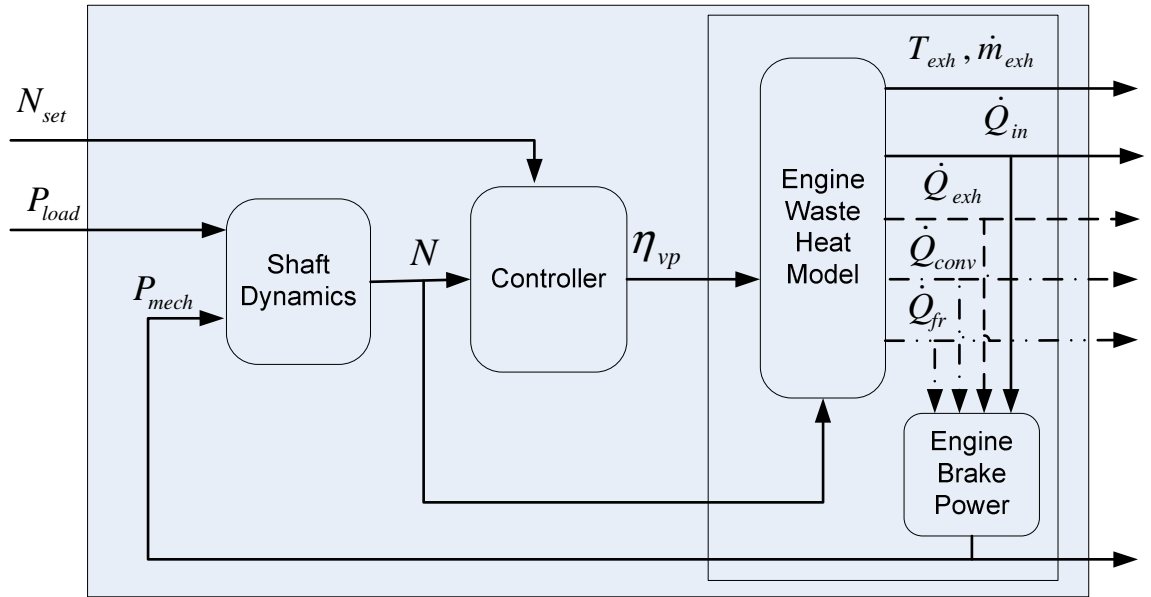 T_exh , ṁ_exh
N_set
Q̇_in
P_load
Engine
Waste
Heat
Model
Q̇_exh
Shaft
Dynamics
N
Controller
η_vp
Q̇_conv
P_mech
Q̇_fr
Engine
Brake
Power